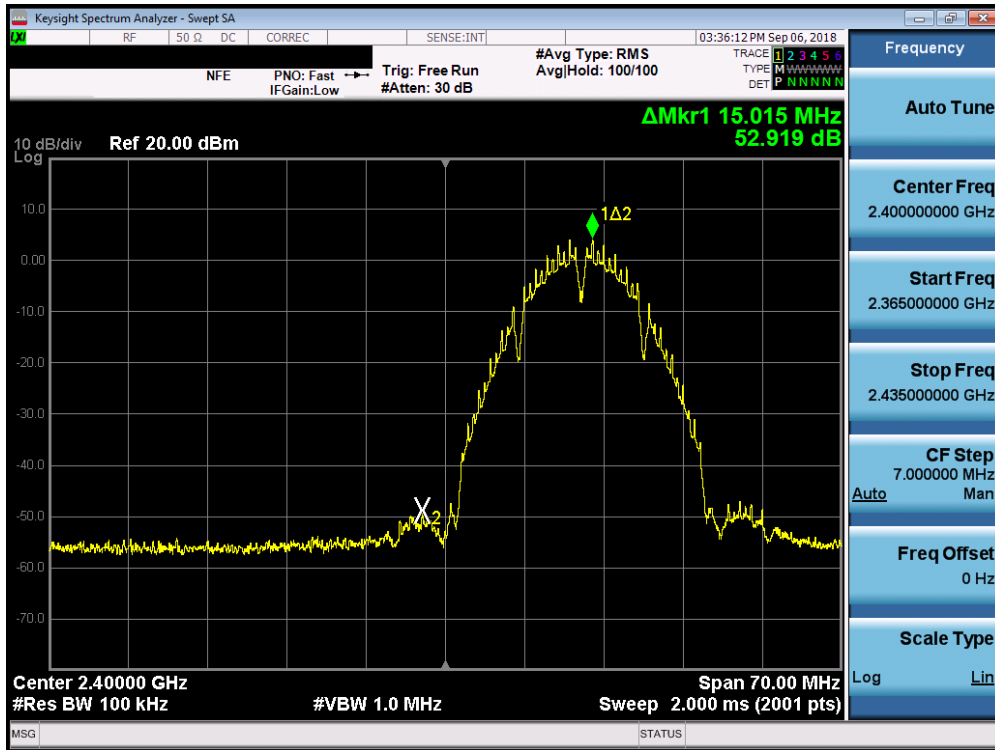 Keysight Spectrum Analyzer - Swept SA
LXI RF 50 Ω DC CORREC SENSE:INT 03:36:12 PM Sep 06, 2018
NFE PNO: Fast Trig: Free Run #Avg Type: RMS TRACE 1 2 3 4 5 6
IFGain:Low #Atten: 30 dB Avg|Hold: 100/100 TYPE M W W W W W
DET P N N N N N
ΔMkr1 15.015 MHz
52.919 dB
10 dB/div Ref 20.00 dBm
Log
10.0
0.00
-10.0
-20.0
-30.0
-40.0
-50.0
-60.0
-70.0
1Δ2
X2
Center 2.40000 GHz Span 70.00 MHz
#Res BW 100 kHz #VBW 1.0 MHz Sweep 2.000 ms (2001 pts)
MSG STATUS
Frequency
Auto Tune
Center Freq
2.400000000 GHz
Start Freq
2.365000000 GHz
Stop Freq
2.435000000 GHz
CF Step
7.000000 MHz
Auto Man
Freq Offset
0 Hz
Scale Type
Log Lin